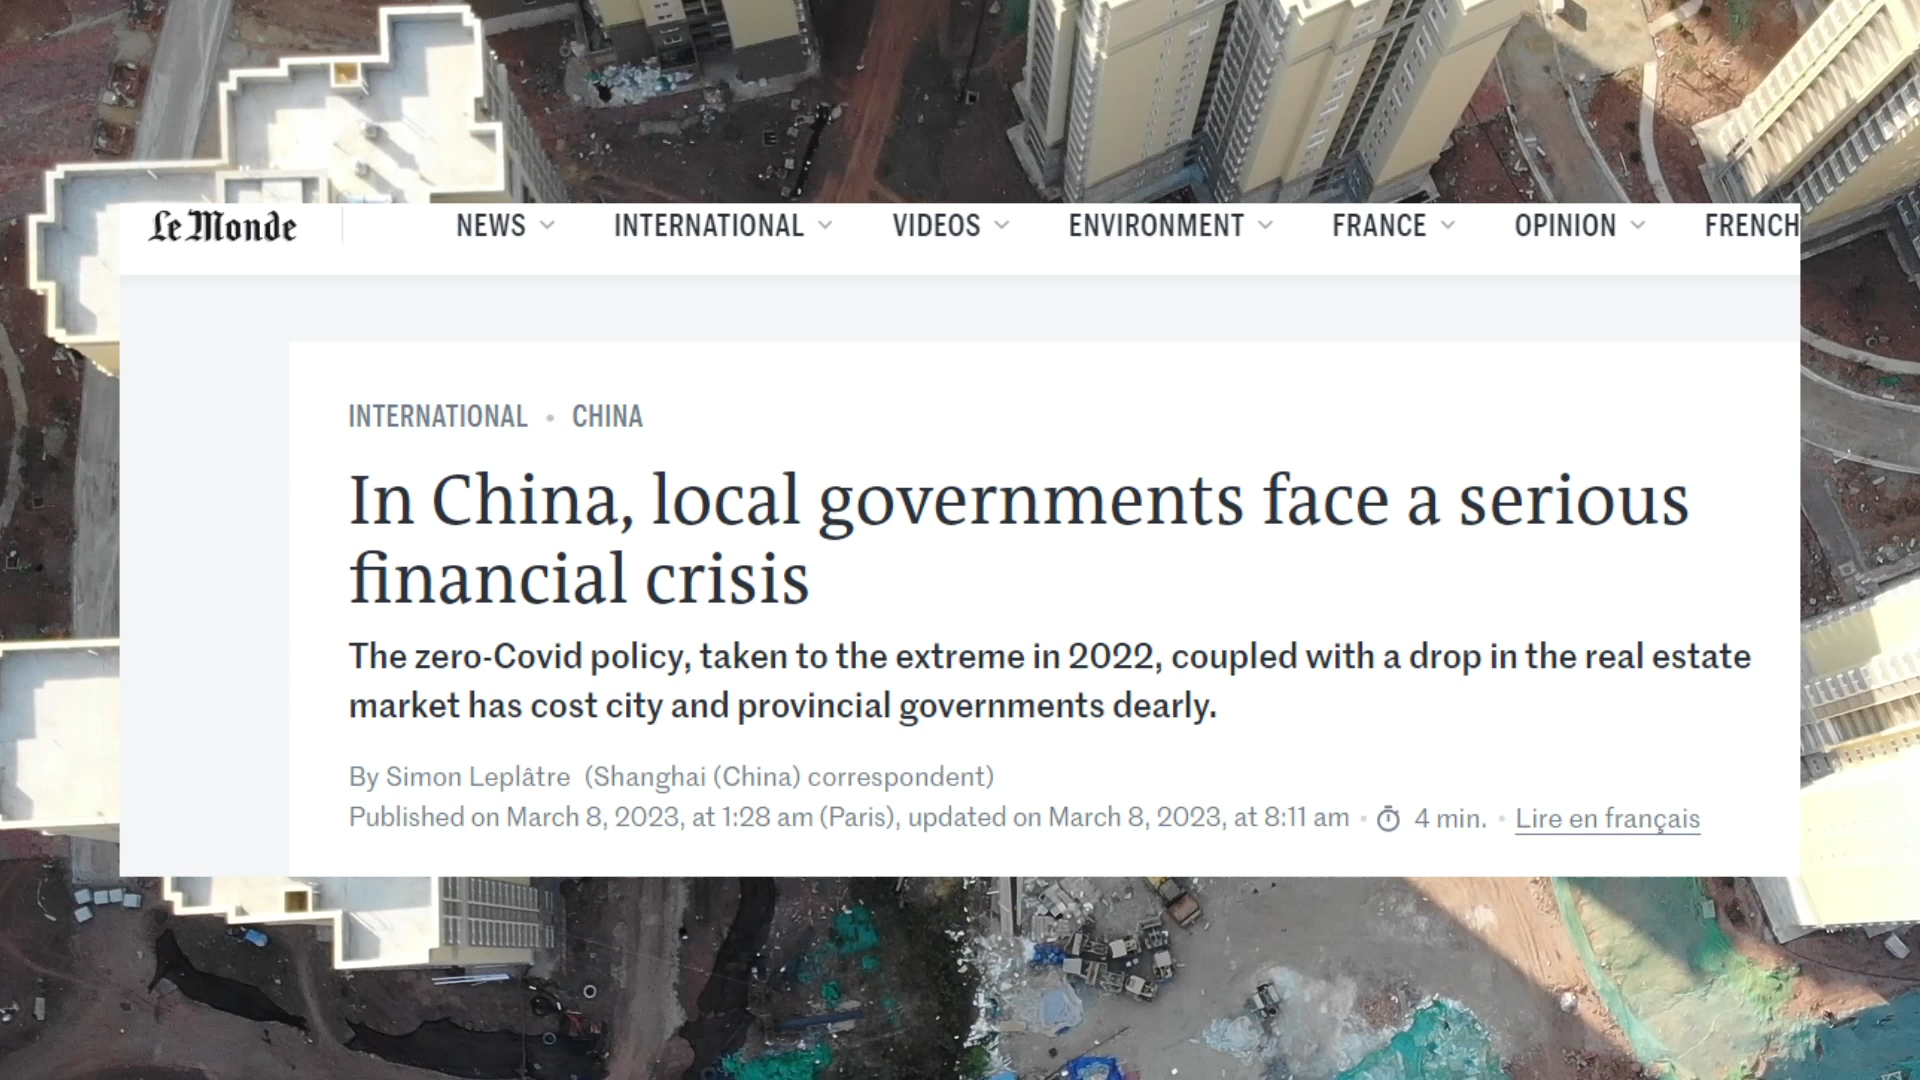 Le Monde
NEWS INTERNATIONAL VIDEOS ENVIRONMENT FRANCE OPINION FRENCH
INTERNATIONAL • CHINA
In China, local governments face a serious
financial crisis
The zero-Covid policy, taken to the extreme in 2022, coupled with a drop in the real estate
market has cost city and provincial governments dearly.
By Simon Leplâtre (Shanghai (China) correspondent)
Published on March 8, 2023, at 1:28 am (Paris), updated on March 8, 2023, at 8:11 am • 4 min. • Lire en français